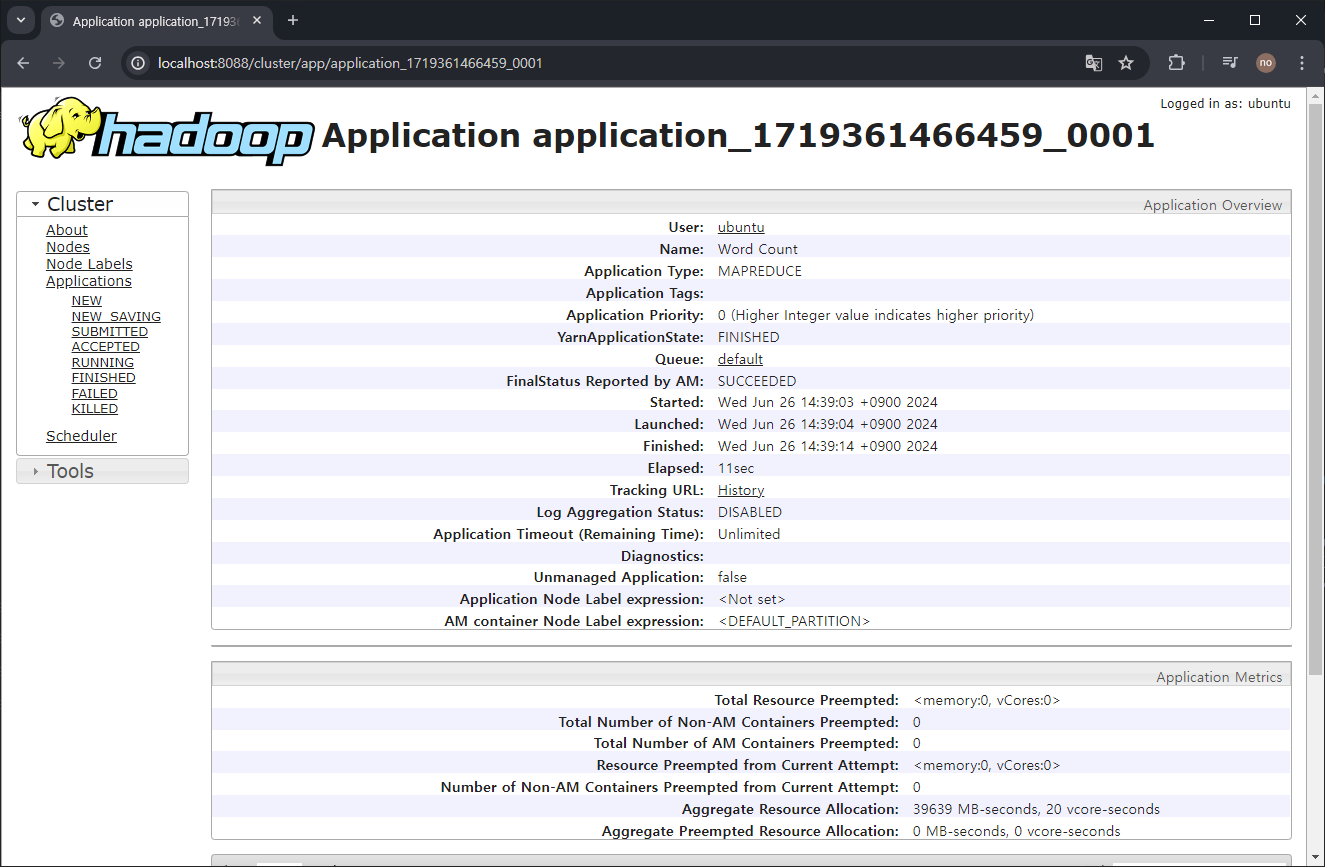 Application application_17193
localhost:8088/cluster/app/application_1719361466459_0001
no
Logged in as: ubuntu
hadoop
Application application_1719361466459_0001
Cluster
About
Nodes
Node Labels
Applications
NEW
NEW_SAVING
SUBMITTED
ACCEPTED
RUNNING
FINISHED
FAILED
KILLED
Scheduler
Tools
Application Overview
User: ubuntu
Name: Word Count
Application Type: MAPREDUCE
Application Tags:
Application Priority: 0 (Higher Integer value indicates higher priority)
YarnApplicationState: FINISHED
Queue: default
FinalStatus Reported by AM: SUCCEEDED
Started: Wed Jun 26 14:39:03 +0900 2024
Launched: Wed Jun 26 14:39:04 +0900 2024
Finished: Wed Jun 26 14:39:14 +0900 2024
Elapsed: 11sec
Tracking URL: History
Log Aggregation Status: DISABLED
Application Timeout (Remaining Time): Unlimited
Diagnostics:
Unmanaged Application: false
Application Node Label expression: <Not set>
AM container Node Label expression: <DEFAULT_PARTITION>
Application Metrics
Total Resource Preempted: <memory:0, vCores:0>
Total Number of Non-AM Containers Preempted: 0
Total Number of AM Containers Preempted: 0
Resource Preempted from Current Attempt: <memory:0, vCores:0>
Number of Non-AM Containers Preempted from Current Attempt: 0
Aggregate Resource Allocation: 39639 MB-seconds, 20 vcore-seconds
Aggregate Preempted Resource Allocation: 0 MB-seconds, 0 vcore-seconds